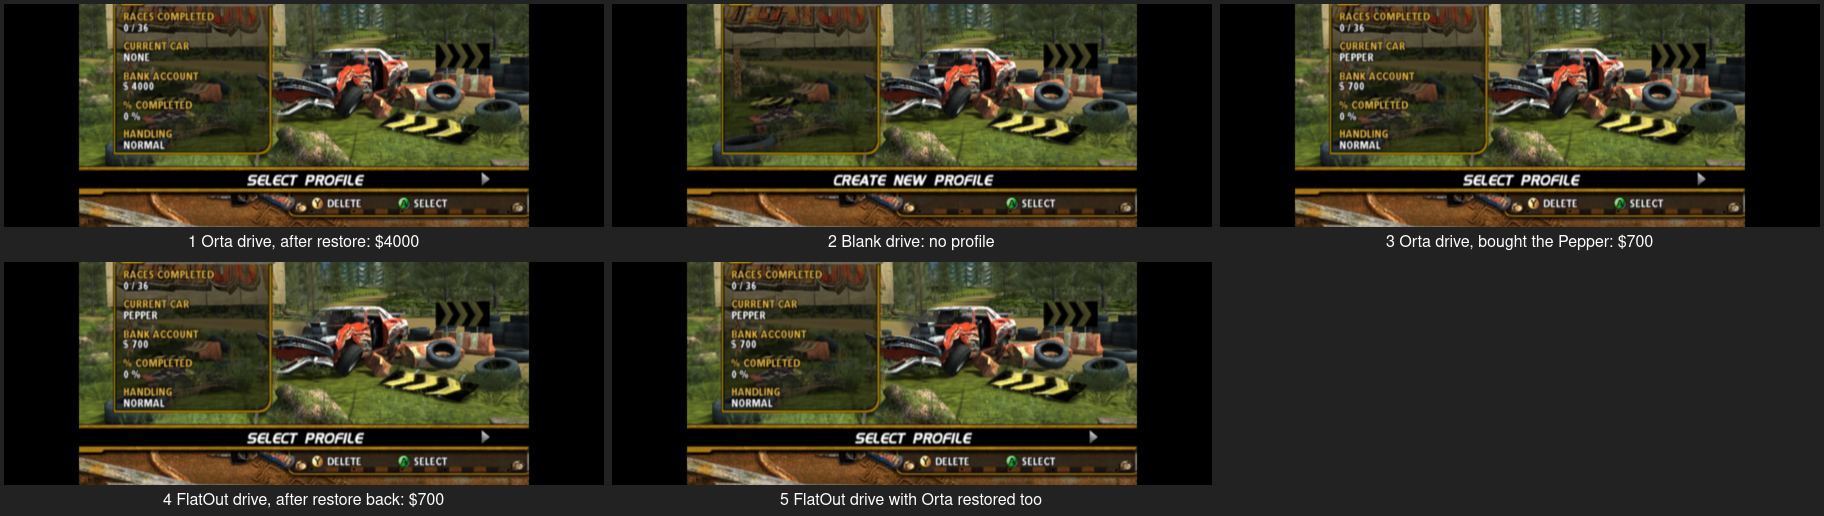 RACES COMPLETED
0 / 36
CURRENT CAR
NONE
BANK ACCOUNT
$ 4000
% COMPLETED
0 %
HANDLING
NORMAL
SELECT PROFILE
DELETE
SELECT
1 Orta drive, after restore: $4000
CREATE NEW PROFILE
SELECT
2 Blank drive: no profile
RACES COMPLETED
0 / 36
CURRENT CAR
PEPPER
BANK ACCOUNT
$ 700
% COMPLETED
0 %
HANDLING
NORMAL
SELECT PROFILE
Y DELETE
A SELECT
3 Orta drive, bought the Pepper: $700
RACES COMPLETED
0 / 36
CURRENT CAR
PEPPER
BANK ACCOUNT
$ 700
% COMPLETED
0 %
HANDLING
NORMAL
SELECT PROFILE
Y DELETE
A SELECT
4 FlatOut drive, after restore back: $700
RACES COMPLETED
0 / 36
CURRENT CAR
PEPPER
BANK ACCOUNT
$ 700
% COMPLETED
0 %
HANDLING
NORMAL
SELECT PROFILE
Y DELETE
A SELECT
5 FlatOut drive with Orta restored too